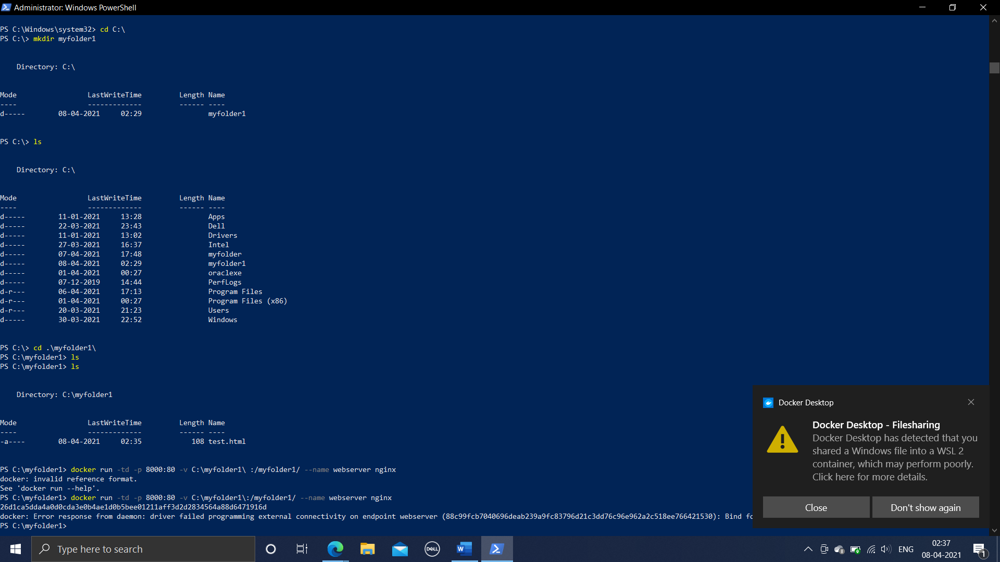 Administrator: Windows PowerShell
PS C:\Windows\system32> cd C:\
PS C:\> mkdir myfolder1
Directory: C:\
Mode LastWriteTime Length Name
---- ------------- ------ ----
d----- 08-04-2021 02:29 myfolder1
PS C:\> ls
Directory: C:\
Mode LastWriteTime Length Name
---- ------------- ------ ----
d----- 11-01-2021 13:28 Apps
d----- 22-03-2021 23:43 Dell
d----- 11-01-2021 13:02 Drivers
d----- 27-03-2021 16:37 Intel
d----- 07-04-2021 17:48 myfolder
d----- 08-04-2021 02:29 myfolder1
d----- 01-04-2021 00:27 oraclexe
d----- 07-12-2019 14:44 PerfLogs
d-r--- 06-04-2021 17:13 Program Files
d-r--- 01-04-2021 00:27 Program Files (x86)
d-r--- 20-03-2021 21:23 Users
d----- 30-03-2021 22:52 Windows
PS C:\> cd .\myfolder1\
PS C:\myfolder1> ls
PS C:\myfolder1> ls
Directory: C:\myfolder1
Mode LastWriteTime Length Name
---- ------------- ------ ----
-a---- 08-04-2021 02:35 108 test.html
PS C:\myfolder1> docker run -td -p 8000:80 -v C:\myfolder1\ :/myfolder1/ --name webserver nginx
docker: invalid reference format.
See 'docker run --help'.
PS C:\myfolder1> docker run -td -p 8000:80 -v C:\myfolder1\:/myfolder1/ --name webserver nginx
26d1ca5dda4a0d0cda3e0b4ae1d0b5bee01211aff3d2d2834564a88d6471916d
docker: Error response from daemon: driver failed programming external connectivity on endpoint webserver (88c99fcb7040696deab239a9fc83796d21c3dd76c96e962a2c518ee766421530): Bind fo
PS C:\myfolder1>
Docker Desktop
Docker Desktop - Filesharing
Docker Desktop has detected that you
shared a Windows file into a WSL 2
container, which may perform poorly.
Click here for more details.
Close
Don't show again
Type here to search
DELL
W
ENG
02:37
08-04-2021
1